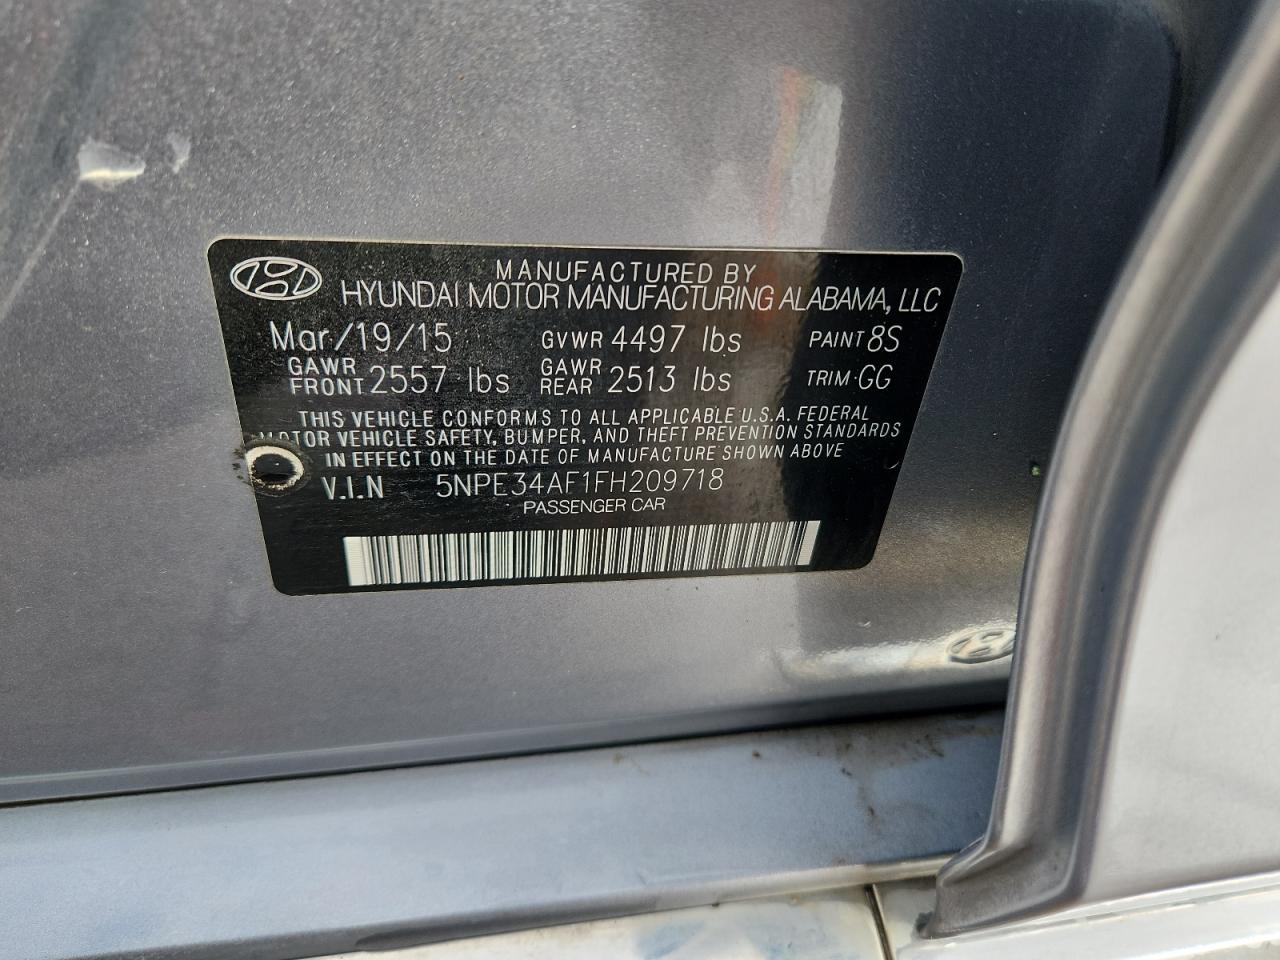 MANUFACTURED BY
HYUNDAI MOTOR MANUFACTURING ALABAMA, LLC
Mar/19/15 GVWR 4497 lbs PAINT 8S
GAWR FRONT 2557 lbs GAWR REAR 2513 lbs TRIM GG
THIS VEHICLE CONFORMS TO ALL APPLICABLE U.S.A. FEDERAL
MOTOR VEHICLE SAFETY, BUMPER, AND THEFT PREVENTION STANDARDS
IN EFFECT ON THE DATE OF MANUFACTURE SHOWN ABOVE
V.I.N 5NPE34AF1FH209718
PASSENGER CAR